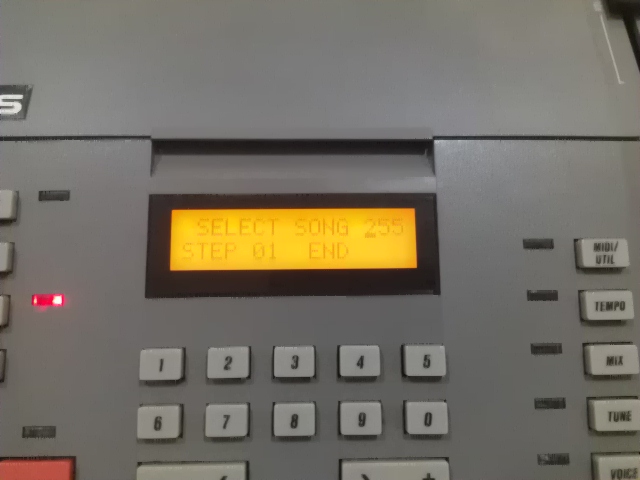 S
SELECT SONG 255
STEP 01 END
MIDI/
UTIL
TEMPO
1 2 3 4 5
MIX
6 7 8 9 0
TUNE
VOICE